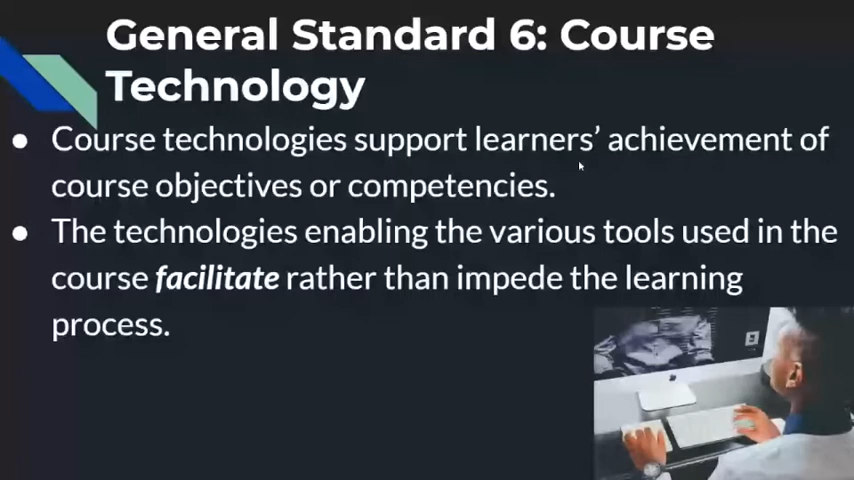 General Standard 6: Course
Technology
● Course technologies support learners’ achievement of
course objectives or competencies.
● The technologies enabling the various tools used in the
course facilitate rather than impede the learning
process.